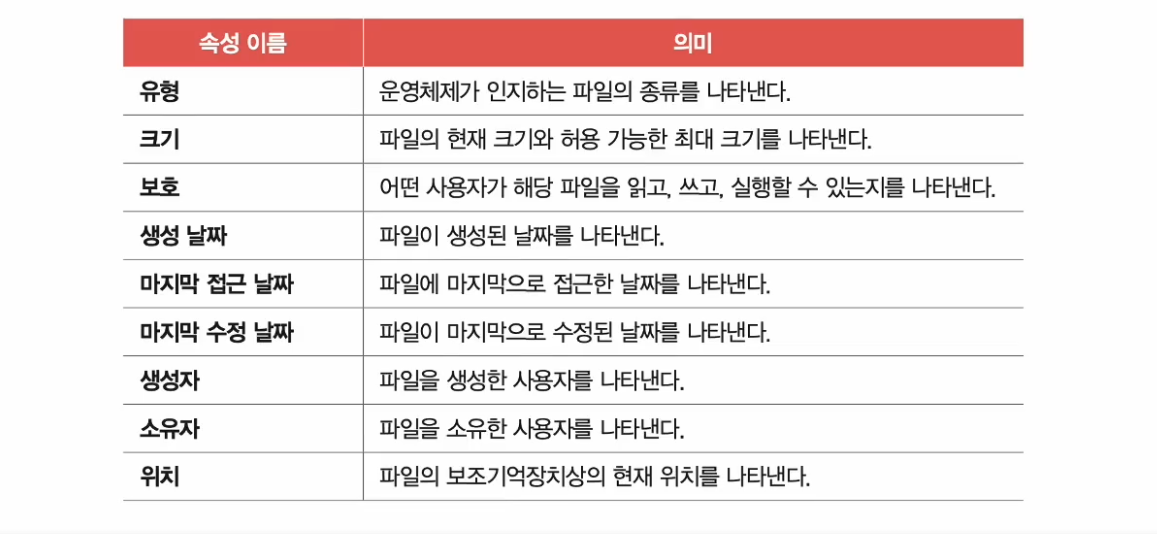 속성 이름 의미
유형 운영체제가 인지하는 파일의 종류를 나타낸다.
크기 파일의 현재 크기와 허용 가능한 최대 크기를 나타낸다.
보호 어떤 사용자가 해당 파일을 읽고, 쓰고, 실행할 수 있는지를 나타낸다.
생성 날짜 파일이 생성된 날짜를 나타낸다.
마지막 접근 날짜 파일에 마지막으로 접근한 날짜를 나타낸다.
마지막 수정 날짜 파일이 마지막으로 수정된 날짜를 나타낸다.
생성자 파일을 생성한 사용자를 나타낸다.
소유자 파일을 소유한 사용자를 나타낸다.
위치 파일의 보조기억장치상의 현재 위치를 나타낸다.